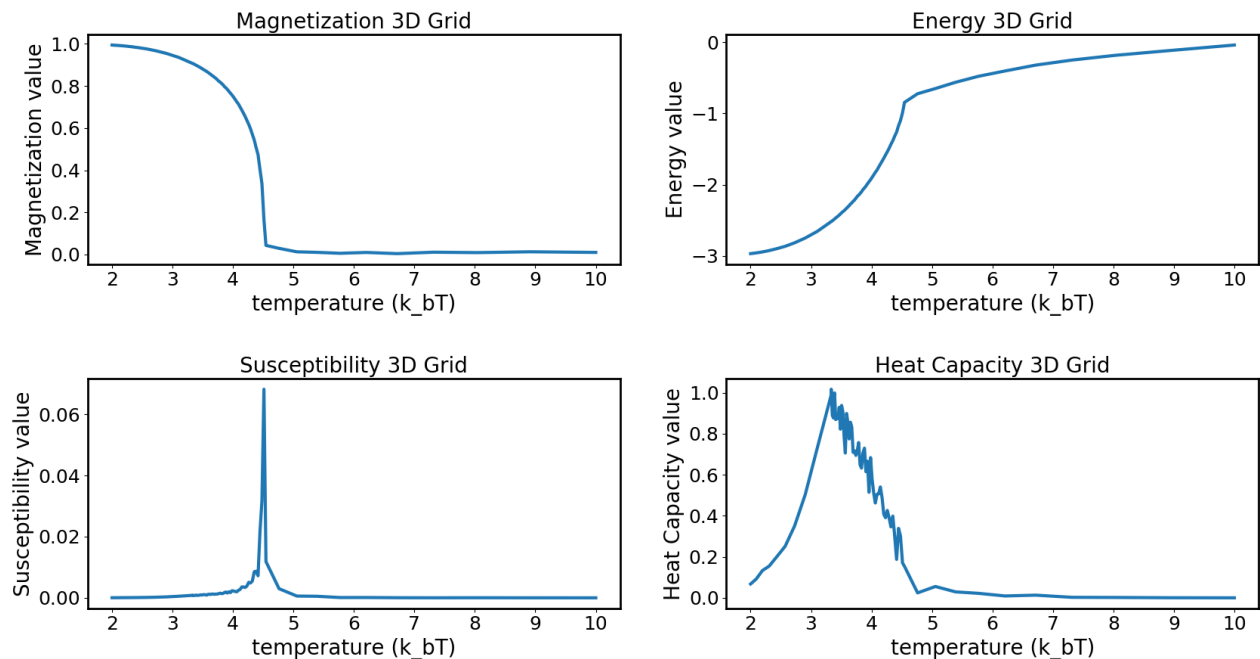 Magnetization 3D Grid
Magnetization value
1.0
0.8
0.6
0.4
0.2
0.0
2 3 4 5 6 7 8 9 10
temperature (k_bT)
Energy 3D Grid
Energy value
0
−1
−2
−3
2 3 4 5 6 7 8 9 10
temperature (k_bT)
Susceptibility 3D Grid
Susceptibility value
0.06
0.04
0.02
0.00
2 3 4 5 6 7 8 9 10
temperature (k_bT)
Heat Capacity 3D Grid
Heat Capacity value
1.0
0.8
0.6
0.4
0.2
0.0
2 3 4 5 6 7 8 9 10
temperature (k_bT)